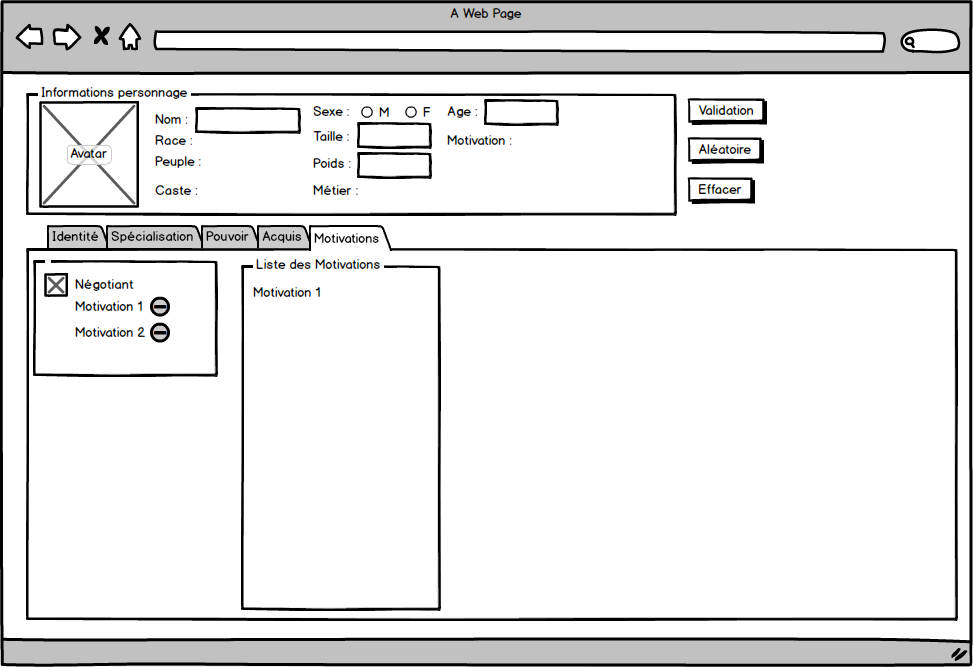 A Web Page
Informations personnage
Avatar
Nom :
Race :
Peuple :
Caste :
Sexe : M F
Taille :
Poids :
Métier :
Age :
Motivation :
Validation
Aléatoire
Effacer
Identité Spécialisation Pouvoir Acquis Motivations
Négotiant
Motivation 1
Motivation 2
Liste des Motivations
Motivation 1